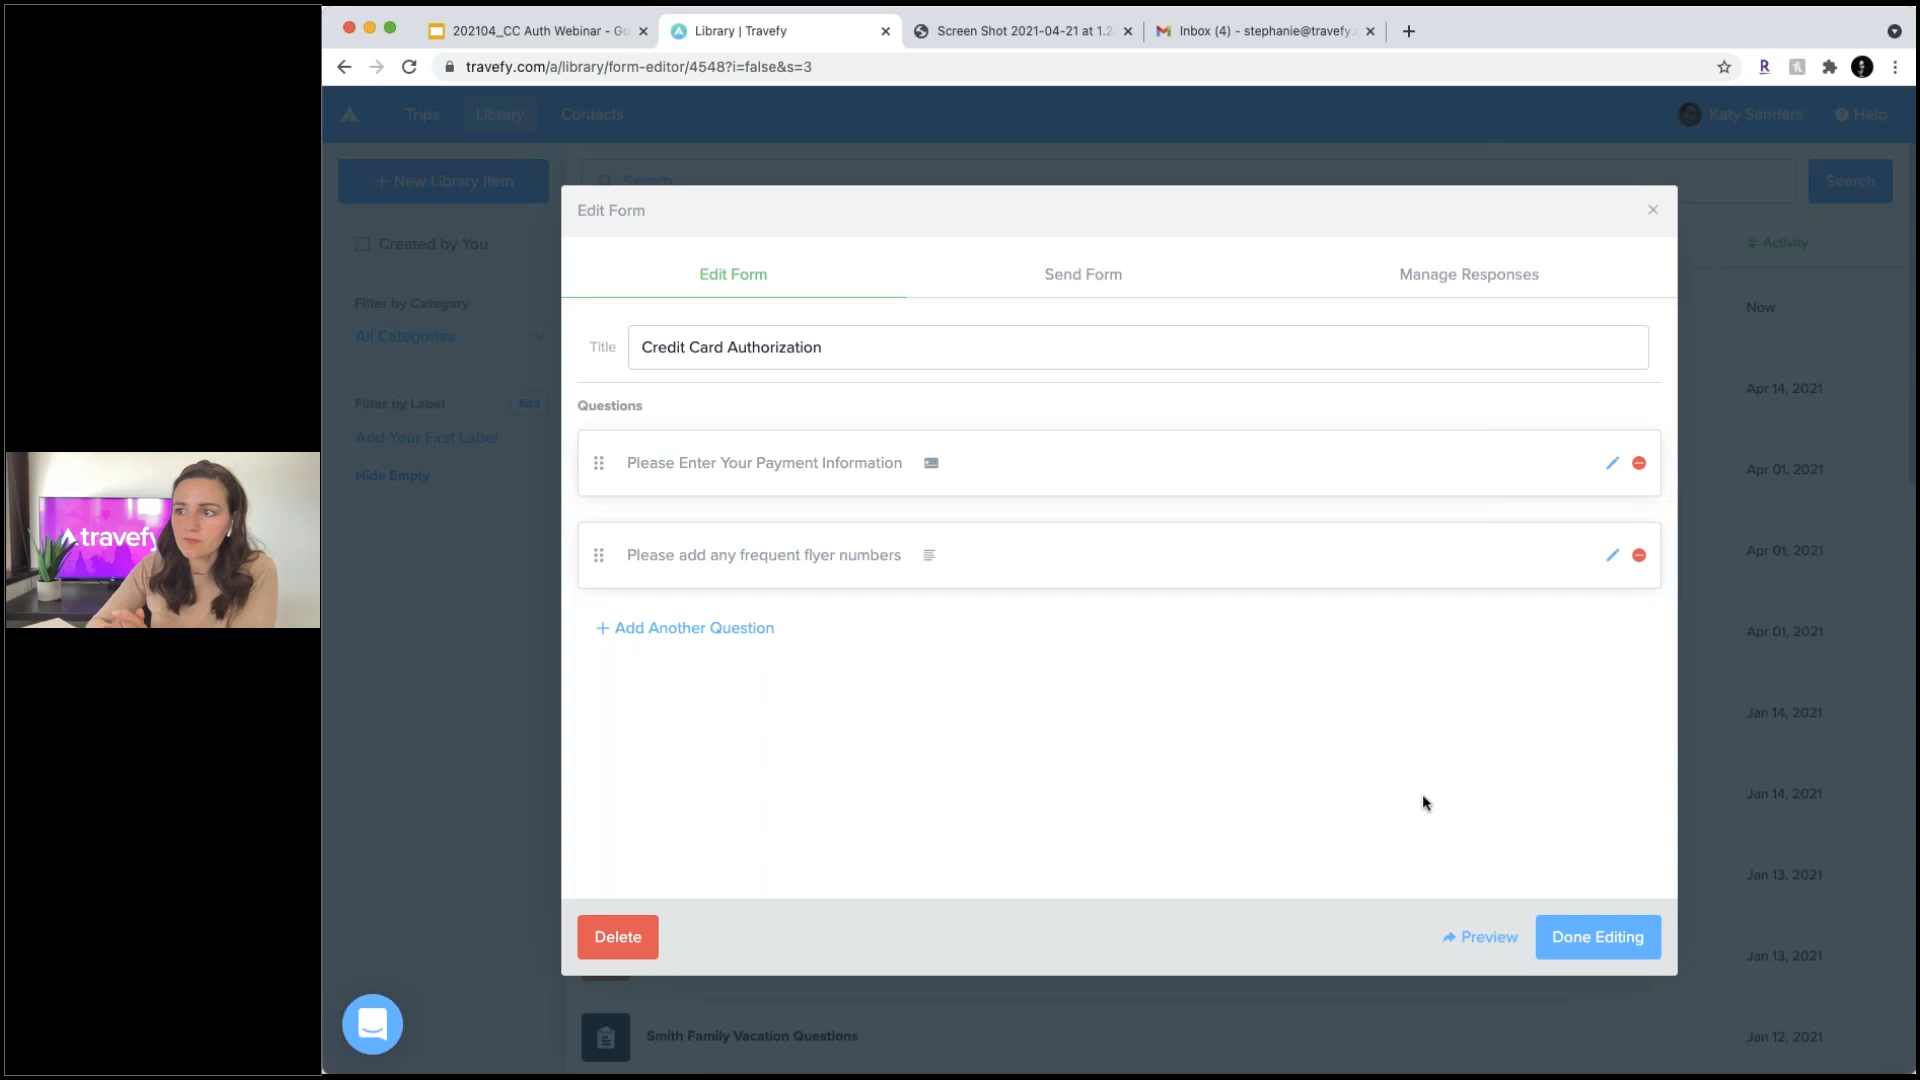 202104_CC Auth Webinar - Go
Library | Travefy
Screen Shot 2021-04-21 at 1.2
Inbox (4) - stephanie@travefy.
travefy.com/a/library/form-editor/4548?i=false&s=3
Trips
Library
Contacts
Katy Sanders
Help
+ New Library Item
Search...
Search
Created by You
Activity
Filter by Category
All Categories
Filter by Label
Edit
Add Your First Label
Hide Empty
Edit Form
Edit Form
Send Form
Manage Responses
Title
Credit Card Authorization
Questions
Please Enter Your Payment Information
Please add any frequent flyer numbers
+ Add Another Question
Delete
Preview
Done Editing
Now
Apr 14, 2021
Apr 01, 2021
Apr 01, 2021
Apr 01, 2021
Jan 14, 2021
Jan 14, 2021
Jan 13, 2021
Jan 13, 2021
Smith Family Vacation Questions
Jan 12, 2021
travefy